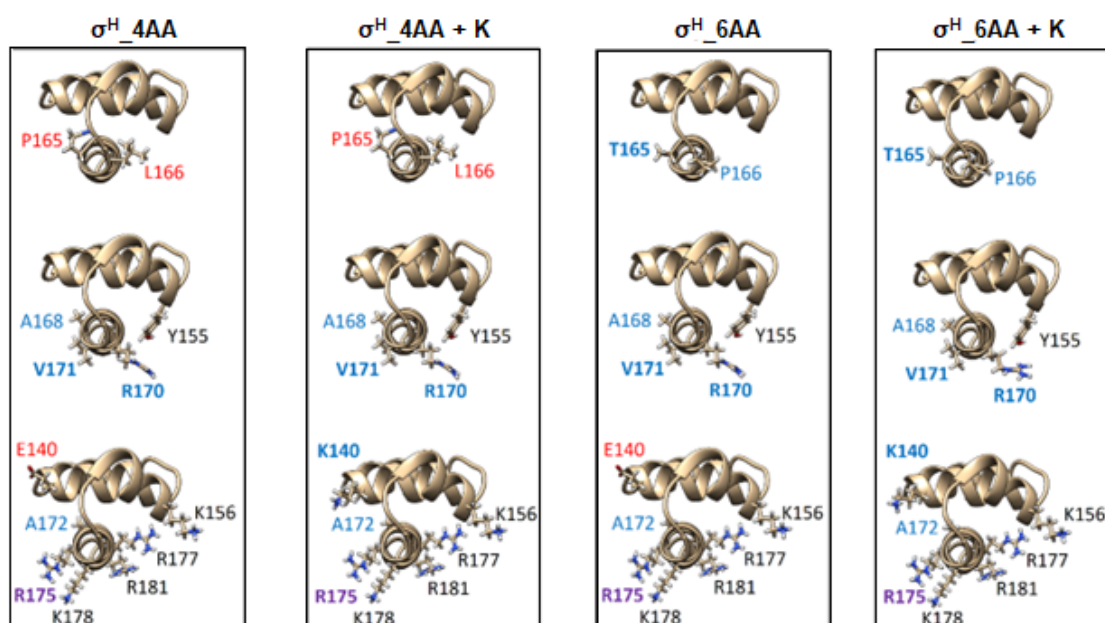 σᴴ_4AA
P165
L166
A168
Y155
V171
R170
E140
K156
A172
R177
R175
R181
K178
σᴴ_4AA + K
P165
L166
A168
Y155
V171
R170
K140
K156
A172
R177
R175
R181
K178
σᴴ_6AA
T165
P166
A168
Y155
V171
R170
E140
K156
A172
R177
R175
R181
K178
σᴴ_6AA + K
T165
P166
A168
Y155
V171
R170
K140
K156
A172
R177
R175
R181
K178